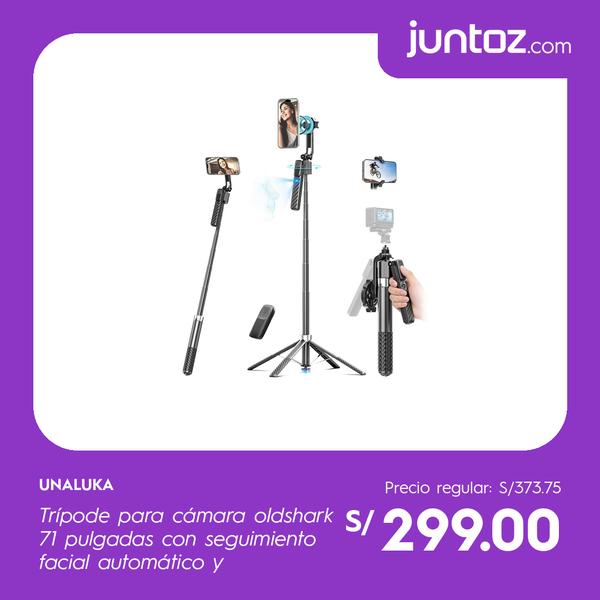 juntoz.com
UNALUKA
Precio regular: S/373.75
Trípode para cámara oldshark
71 pulgadas con seguimiento
facial automático y
S/299.00